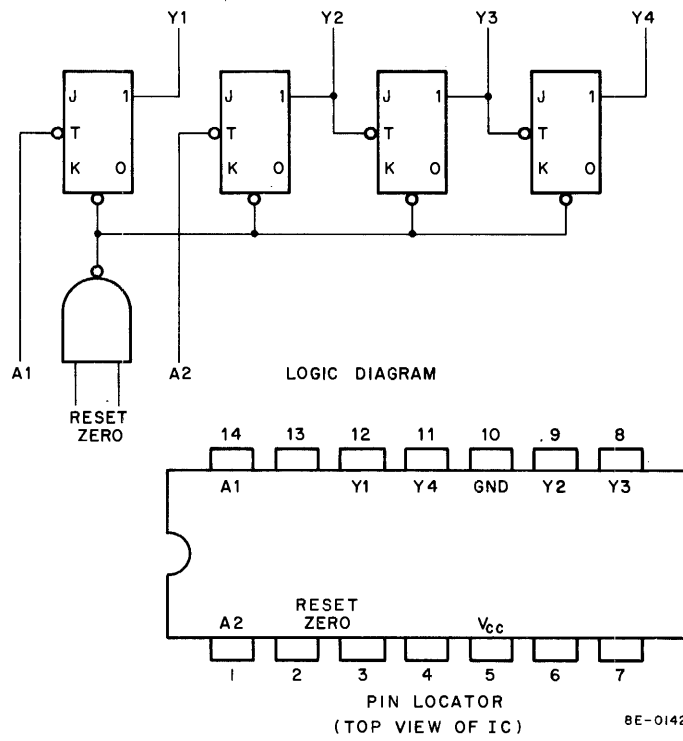 Y1 Y2 Y3 Y4
J 1 J 1 J 1 J 1
T T T T
K 0 K 0 K 0 K 0
A1 A2 LOGIC DIAGRAM
RESET
ZERO
14 13 12 11 10 9 8
A1 Y1 Y4 GND Y2 Y3
RESET
A2 ZERO Vcc
1 2 3 4 5 6 7
PIN LOCATOR
(TOP VIEW OF IC)
8E-0142